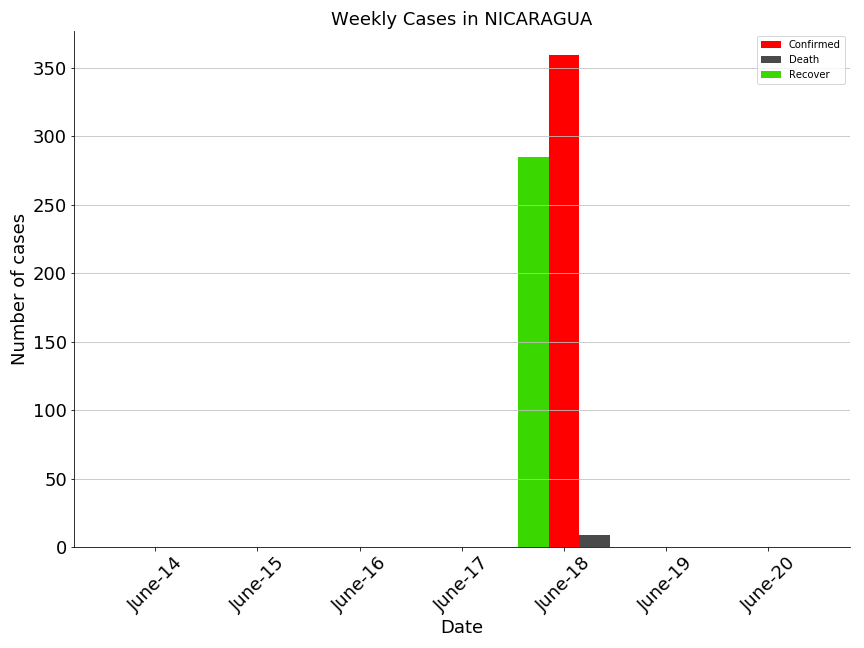 Weekly Cases in NICARAGUA
Confirmed
Death
Recover
Number of cases
350
300
250
200
150
100
50
0
June-14
June-15
June-16
June-17
June-18
June-19
June-20
Date